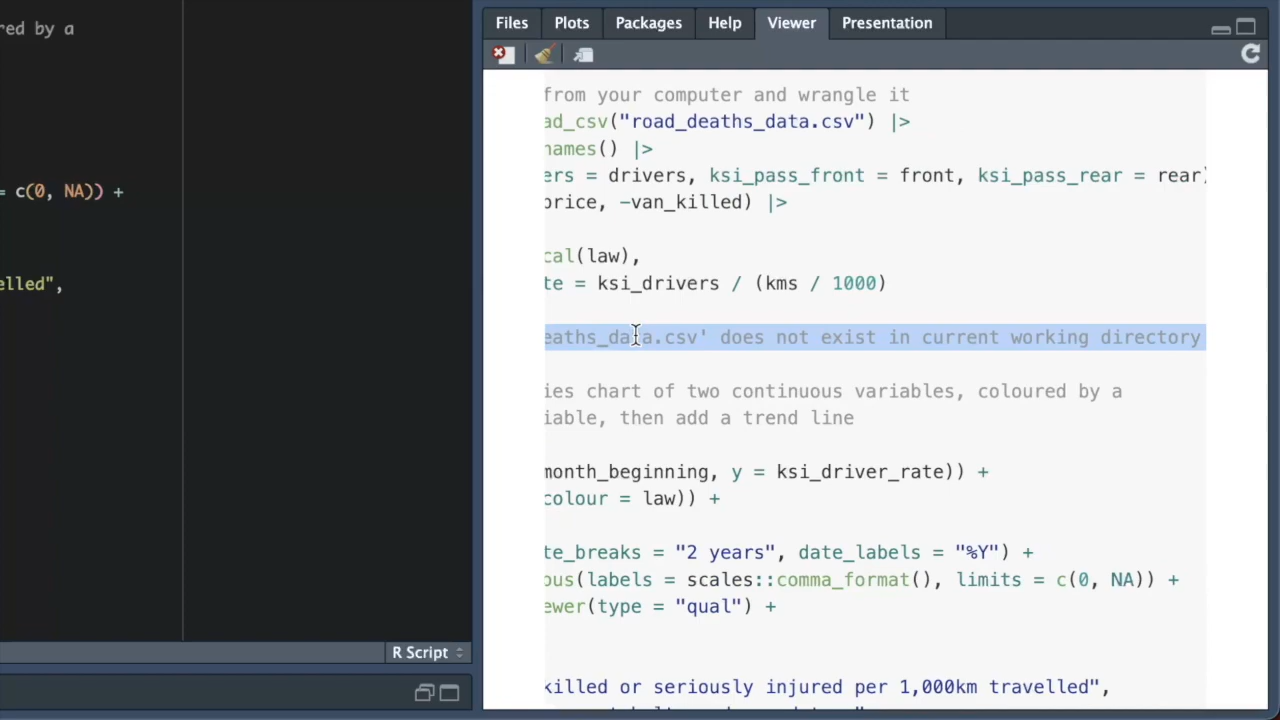 red by a
= c(0, NA)) +
elled",
R Script
Files Plots Packages Help Viewer Presentation
from your computer and wrangle it
ad_csv("road_deaths_data.csv") |>
names() |>
ers = drivers, ksi_pass_front = front, ksi_pass_rear = rear)
price, -van_killed) |>
cal(law),
te = ksi_drivers / (kms / 1000)
eaths_data.csv' does not exist in current working directory
ies chart of two continuous variables, coloured by a
iable, then add a trend line
month_beginning, y = ksi_driver_rate)) +
colour = law)) +
te_breaks = "2 years", date_labels = "%Y") +
ous(labels = scales::comma_format(), limits = c(0, NA)) +
ewer(type = "qual") +
killed or seriously injured per 1,000km travelled",